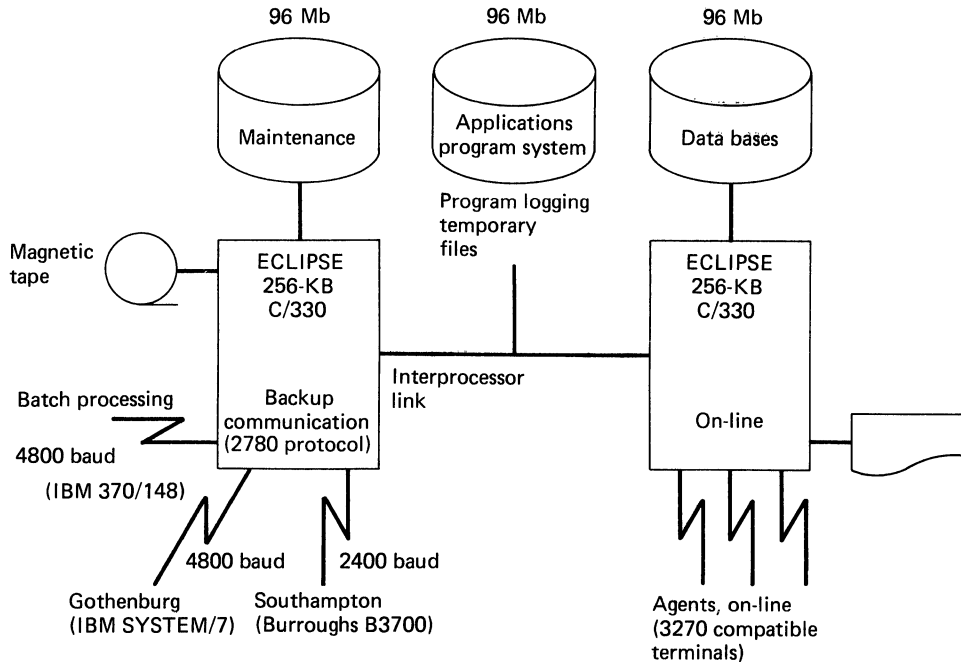 96 Mb
96 Mb
96 Mb
Maintenance
Applications
program system
Data bases
Program logging
temporary
files
Magnetic
tape
ECLIPSE
256-KB
C/330
ECLIPSE
256-KB
C/330
Interprocessor
link
Batch processing
4800 baud
(IBM 370/148)
Backup
communication
(2780 protocol)
On-line
4800 baud
2400 baud
Gothenburg
(IBM SYSTEM/7)
Southampton
(Burroughs B3700)
Agents, on-line
(3270 compatible
terminals)